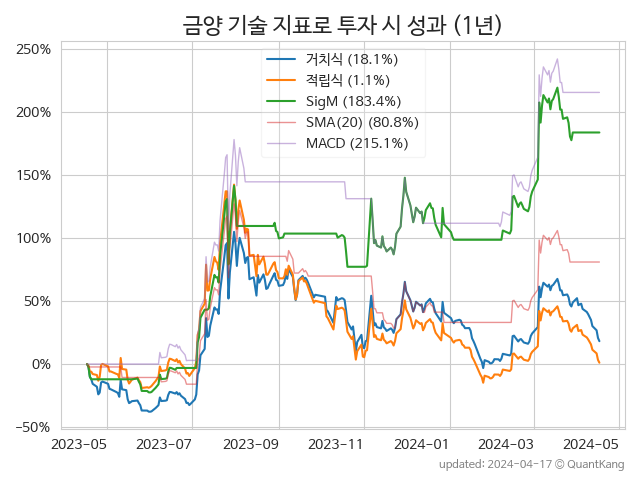 금양 기술 지표로 투자 시 성과 (1년)
거치식 (18.1%)
적립식 (1.1%)
SigM (183.4%)
SMA(20) (80.8%)
MACD (215.1%)
250%
200%
150%
100%
50%
0%
−50%
2023-05 2023-07 2023-09 2023-11 2024-01 2024-03 2024-05
updated: 2024-04-17 © QuantKang